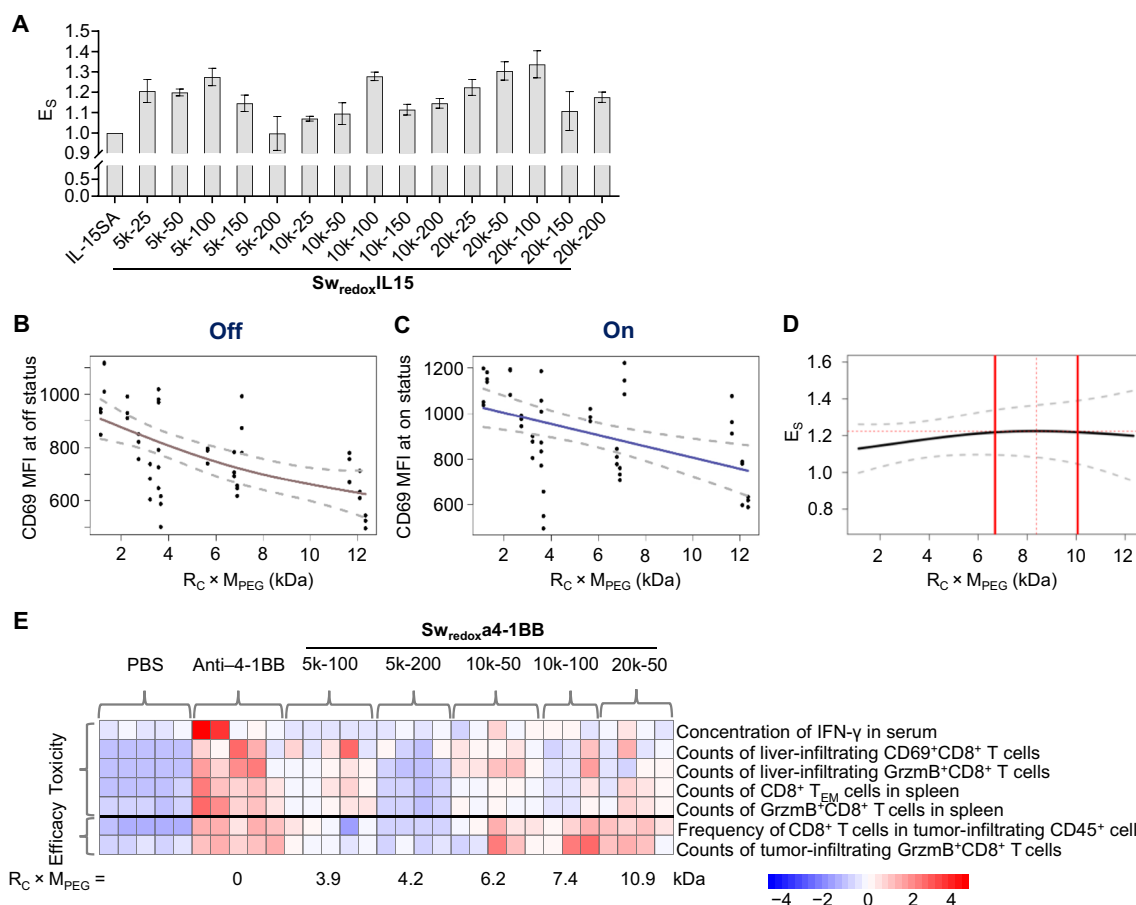 A
E_S
1.5
1.4
1.3
1.2
1.1
1.0
0.9
0.5
0.0
IL-15SA
5k-25
5k-50
5k-100
5k-150
5k-200
10k-25
10k-50
10k-100
10k-150
10k-200
20k-25
20k-50
20k-100
20k-150
20k-200
Sw_redoxIL15
B
Off
CD69 MFI at off status
1000
800
600
2 4 6 8 10 12
R_C × M_PEG (kDa)
C
On
CD69 MFI at on status
1200
1000
800
600
2 4 6 8 10 12
R_C × M_PEG (kDa)
D
E_S
1.6
1.4
1.2
1.0
0.8
2 4 6 8 10 12
R_C × M_PEG (kDa)
E
Sw_redoxa4-1BB
PBS Anti–4-1BB 5k-100 5k-200 10k-50 10k-100 20k-50
Toxicity
Efficacy
Concentration of IFN-γ in serum
Counts of liver-infiltrating CD69⁺CD8⁺ T cells
Counts of liver-infiltrating GrzmB⁺CD8⁺ T cells
Counts of CD8⁺ T_EM cells in spleen
Counts of GrzmB⁺CD8⁺ T cells in spleen
Frequency of CD8⁺ T cells in tumor-infiltrating CD45⁺ cel
Counts of tumor-infiltrating GrzmB⁺CD8⁺ T cells
R_C × M_PEG = 0 3.9 4.2 6.2 7.4 10.9 kDa
−4 −2 0 2 4